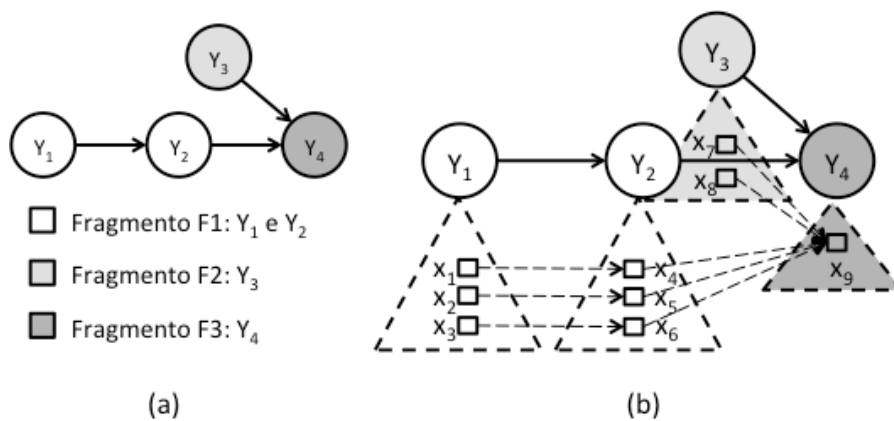 Y₃
Y₁ Y₂ Y₄
Fragmento F1: Y₁ e Y₂
Fragmento F2: Y₃
Fragmento F3: Y₄
(a)
Y₃
Y₁ Y₂ Y₄
x₇
x₈
x₁ x₄ x₉
x₂ x₅
x₃ x₆
(b)